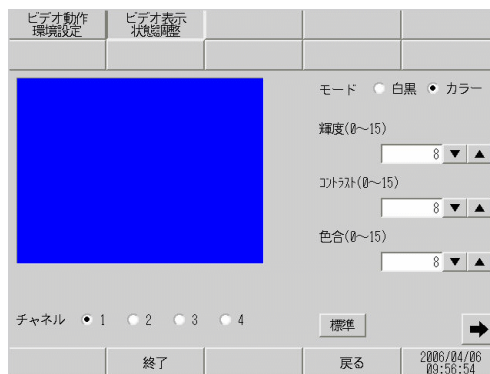 ビデオ動作
環境設定
ビデオ表示
状態調整
モード 白黒 カラー
輝度(0～15)
8 ▼ ▲
コントラスト(0～15)
8 ▼ ▲
色合(0～15)
8 ▼ ▲
チャネル 1 2 3 4
標準
終了
戻る
2006/04/06
09:56:54